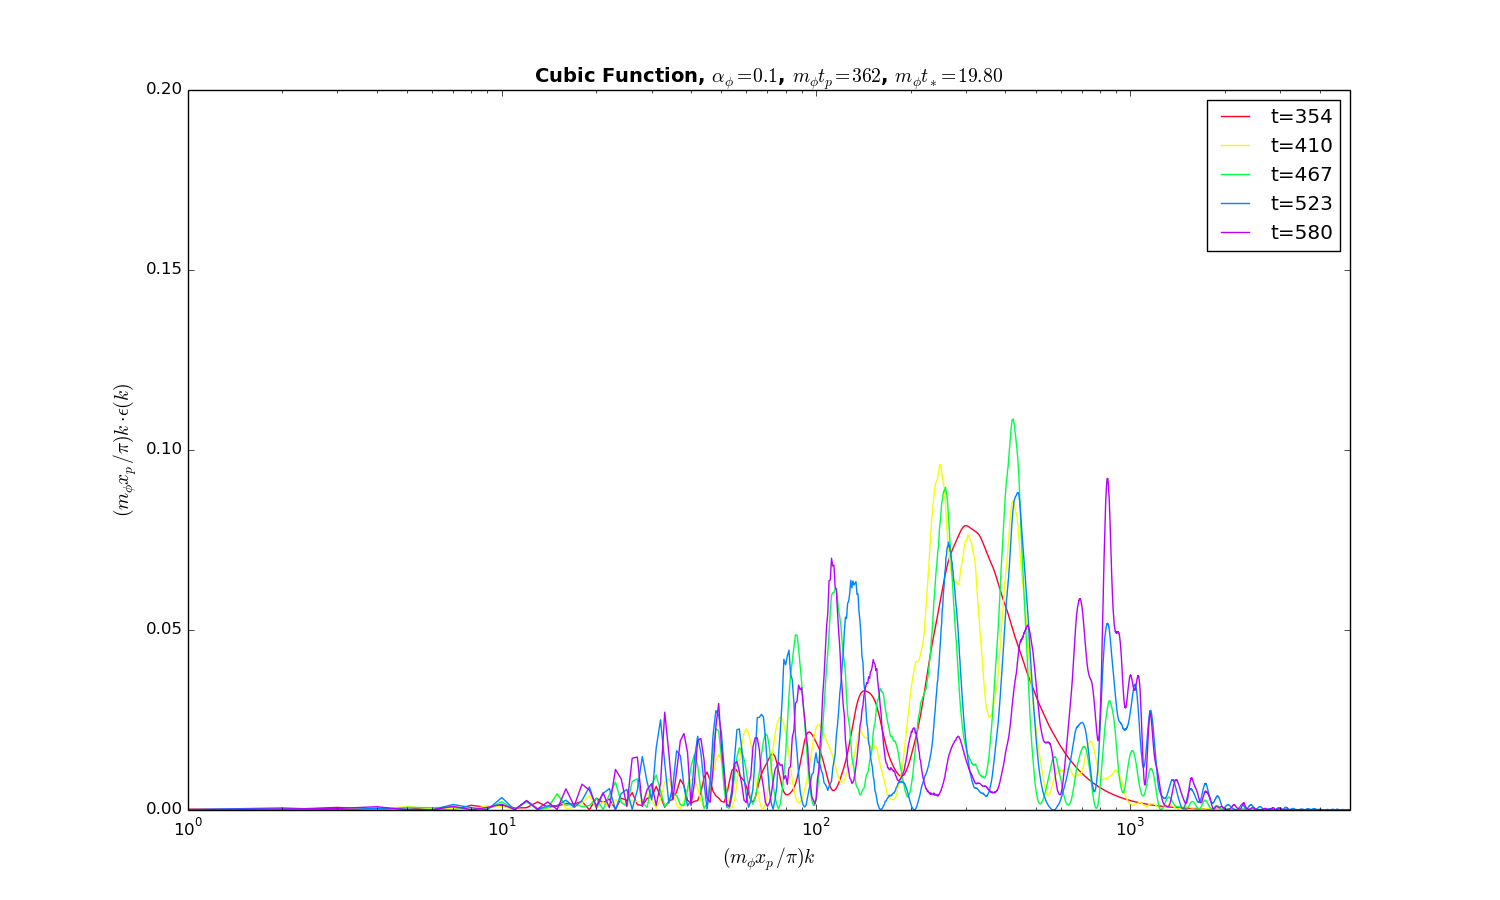 Cubic Function, α_ϕ=0.1, m_ϕt_p=362, m_ϕt_*=19.80
0.20
0.15
0.10
0.05
0.00
(m_ϕx_p/π)k·ϵ(k)
t=354
t=410
t=467
t=523
t=580
10^0
10^1
10^2
10^3
(m_ϕx_p/π)k